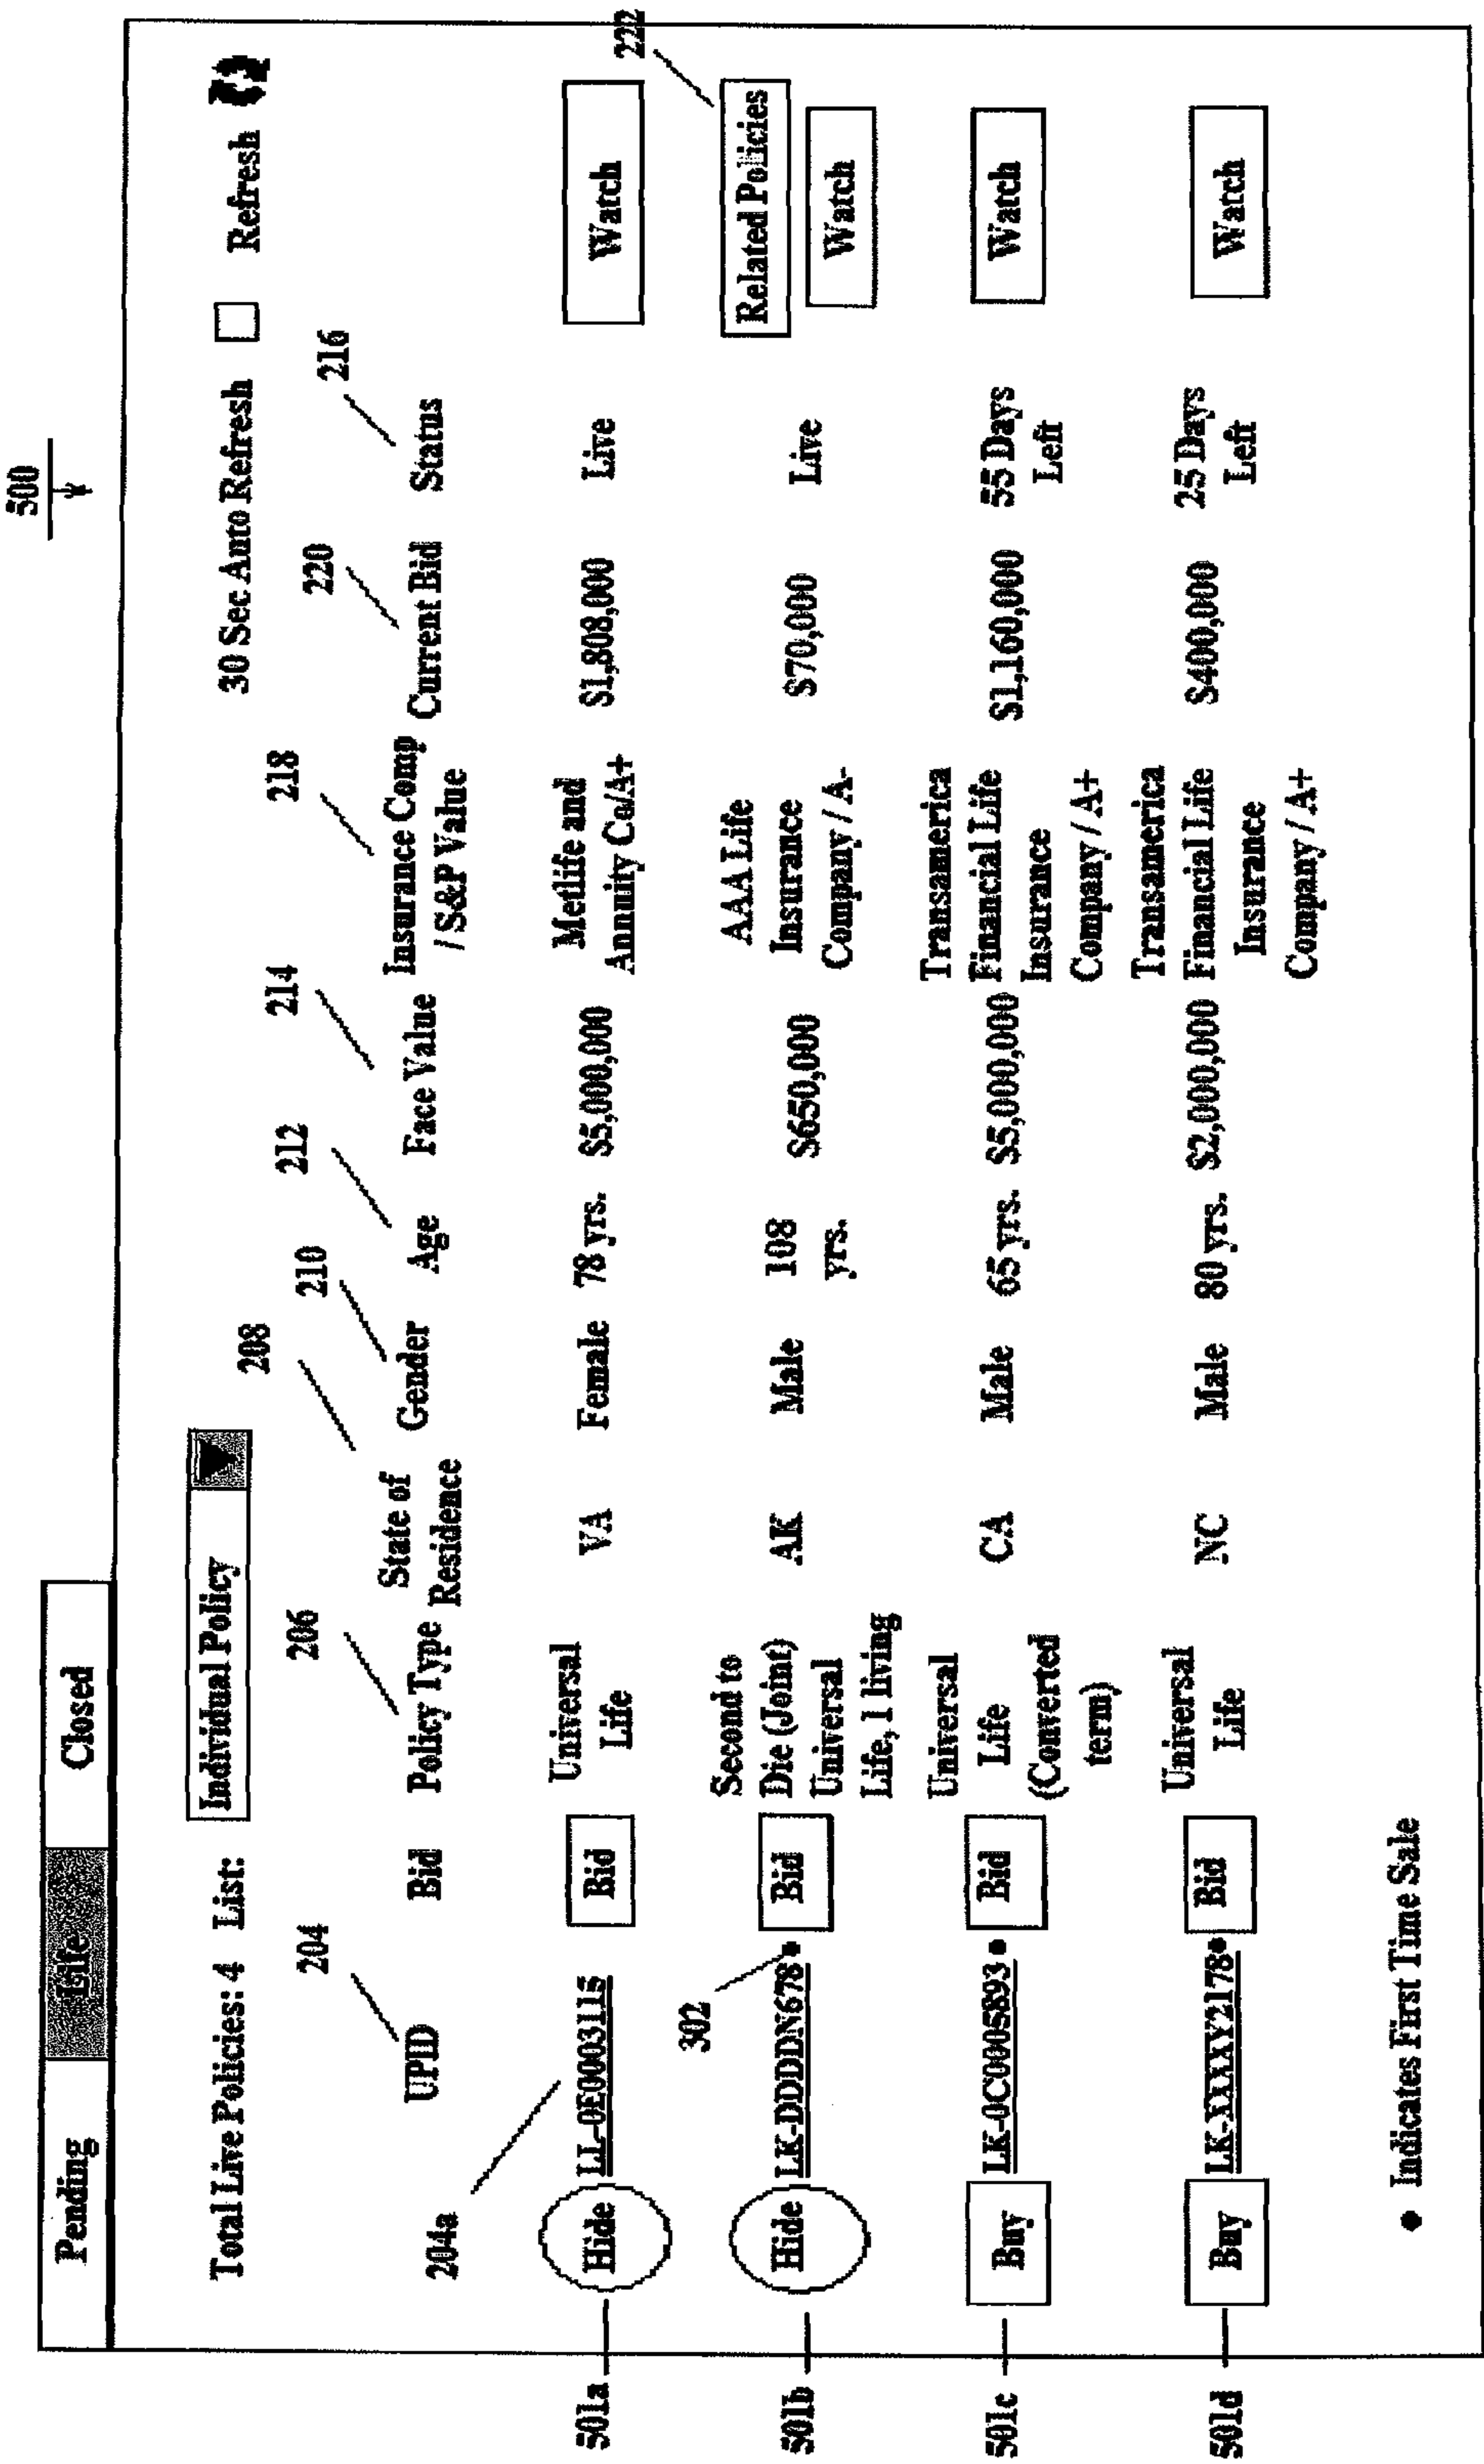 500
Pending Life Closed
Total Live Policies: 4 List: Individual Policy 30 Sec Auto Refresh Refresh
204 206 208 210 212 214 218 220 216
UPID Bid Policy Type State of Residence Gender Age Face Value Insurance Comp / S&P Value Current Bid Status
204a
501a Hide LL-0E0003115 Bid Universal Life VA Female 78 yrs. $5,000,000 Metlife and Annuity Co/A+ $1,808,000 Live Watch
302
222
501b Hide LK-DDDDN678 • Bid Second to Die (Joint) Universal Life, 1 living AK Male 108 yrs. $650,000 AAA Life Insurance Company / A- $70,000 Live Related Policies Watch
501c Buy LK-0C0005893 • Bid Universal Life (Converted term) CA Male 65 yrs. $5,000,000 Transamerica Financial Life Insurance Company / A+ $1,160,000 55 Days Left Watch
501d Buy LK-XXXXY2178 • Bid Universal Life NC Male 80 yrs. $2,000,000 Transamerica Financial Life Insurance Company / A+ $400,000 25 Days Left Watch
• Indicates First Time Sale